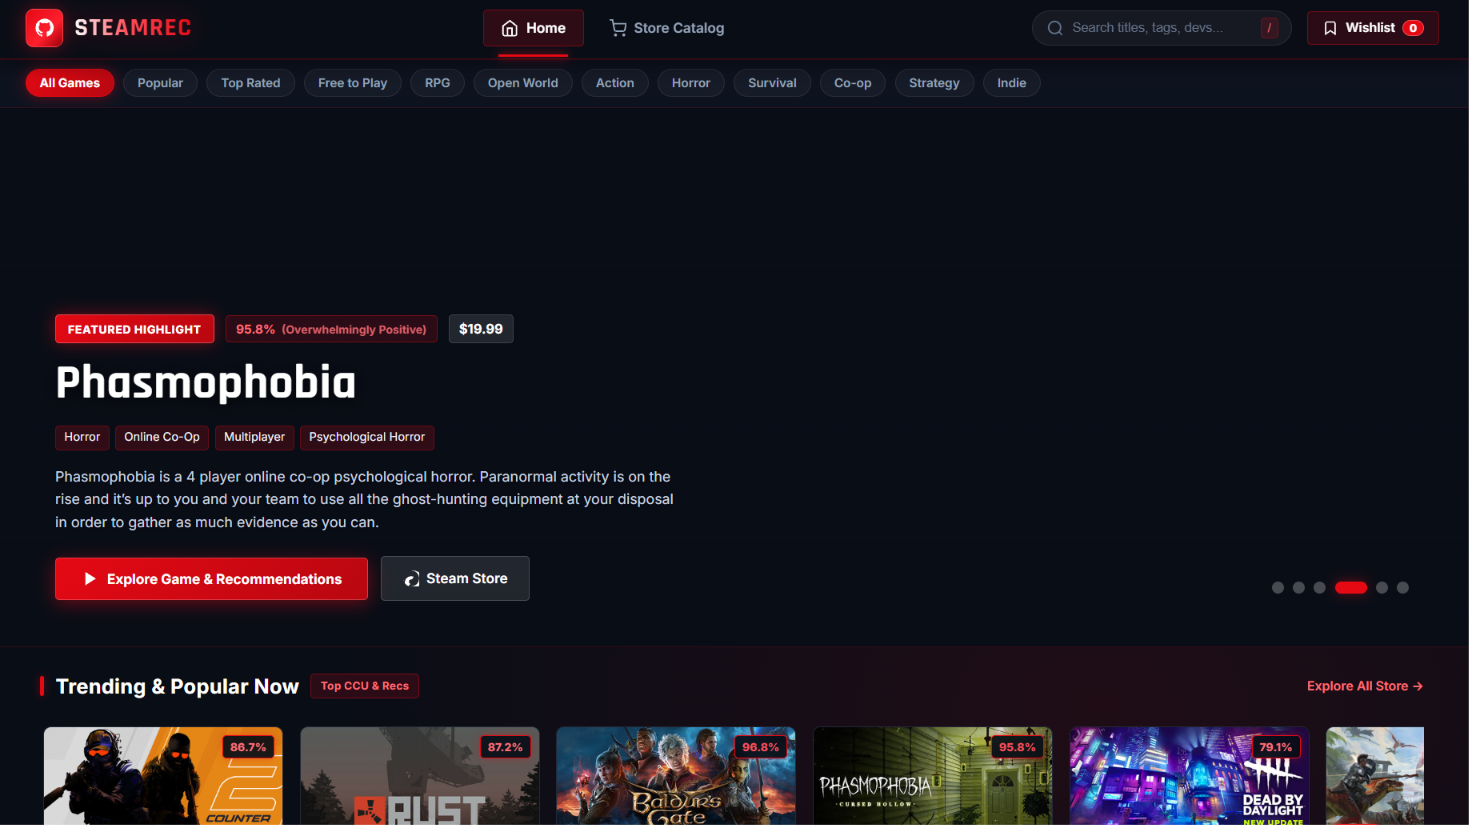 STEAMREC
Home
Store Catalog
Search titles, tags, devs...
/
Wishlist 0
All Games
Popular
Top Rated
Free to Play
RPG
Open World
Action
Horror
Survival
Co-op
Strategy
Indie
FEATURED HIGHLIGHT
95.8% (Overwhelmingly Positive)
$19.99
Phasmophobia
Horror
Online Co-Op
Multiplayer
Psychological Horror
Phasmophobia is a 4 player online co-op psychological horror. Paranormal activity is on the
rise and it’s up to you and your team to use all the ghost-hunting equipment at your disposal
in order to gather as much evidence as you can.
Explore Game & Recommendations
Steam Store
Trending & Popular Now
Top CCU & Recs
Explore All Store →
86.7%
2
COUNTER
87.2%
RUST
96.8%
BALDUR'S
GATE
95.8%
PHASMOPHOBIA
• CURSED HOLLOW •
79.1%
DEAD BY
DAYLIGHT
NEW UPDATE